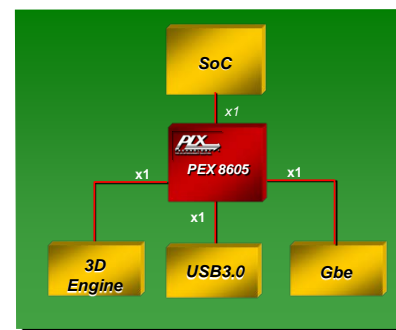 SoC
x1
PLX
PEX 8605
x1
x1
x1
3D
Engine
USB3.0
Gbe